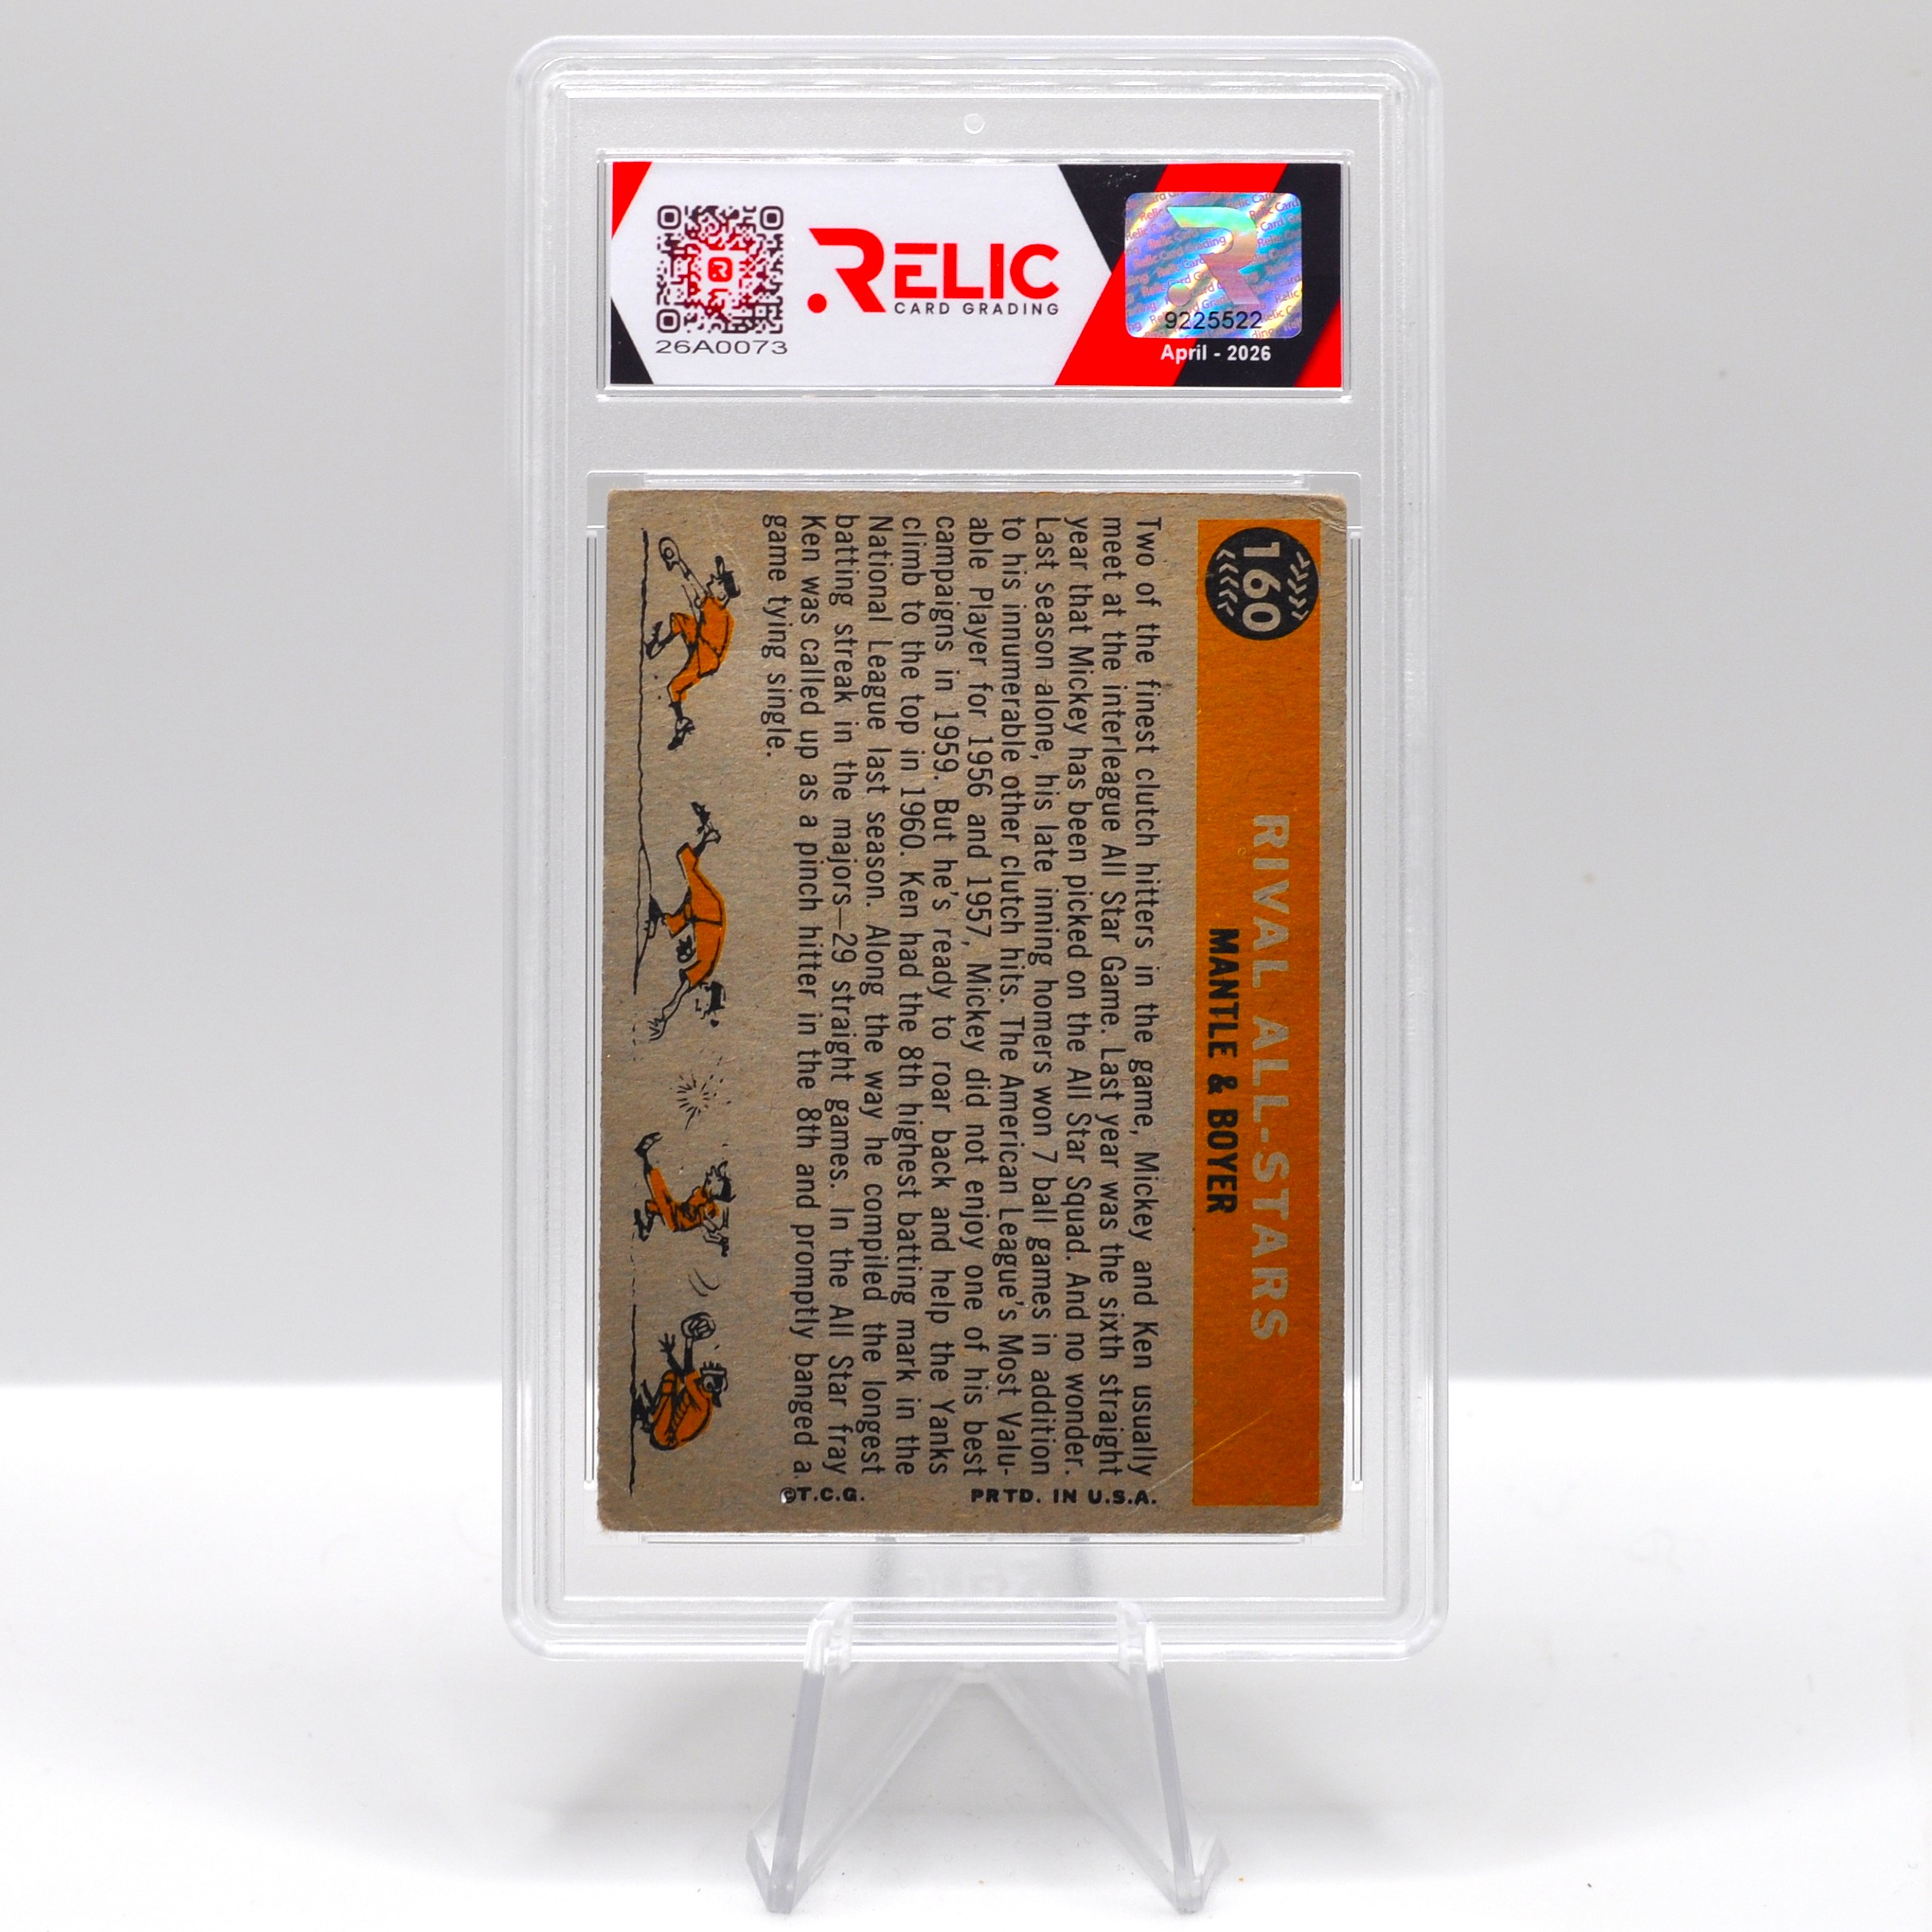 26A0073
RELIC
CARD GRADING
9225522
April - 2026
160
RIVAL ALL-STARS
MANTLE & BOYER
Two of the finest clutch hitters in the game, Mickey and Ken usually
meet at the interleague All Star Game. Last year was the sixth straight
year that Mickey has been picked on the All Star Squad. And no wonder.
Last season alone, his late inning homers won 7 ball games in addition
to his innumerable other clutch hits. The American League's Most Valu-
able Player for 1956 and 1957, Mickey did not enjoy one of his best
campaigns in 1959. But he's ready to roar back and help the Yanks
climb to the top in 1960. Ken had the 8th highest batting mark in the
National League last season. Along the way he compiled the longest
batting streak in the majors—29 straight games. In the All Star fray
Ken was called up as a pinch hitter in the 8th and promptly banged a
game tying single.
©T.C.G. PRTD. IN U.S.A.